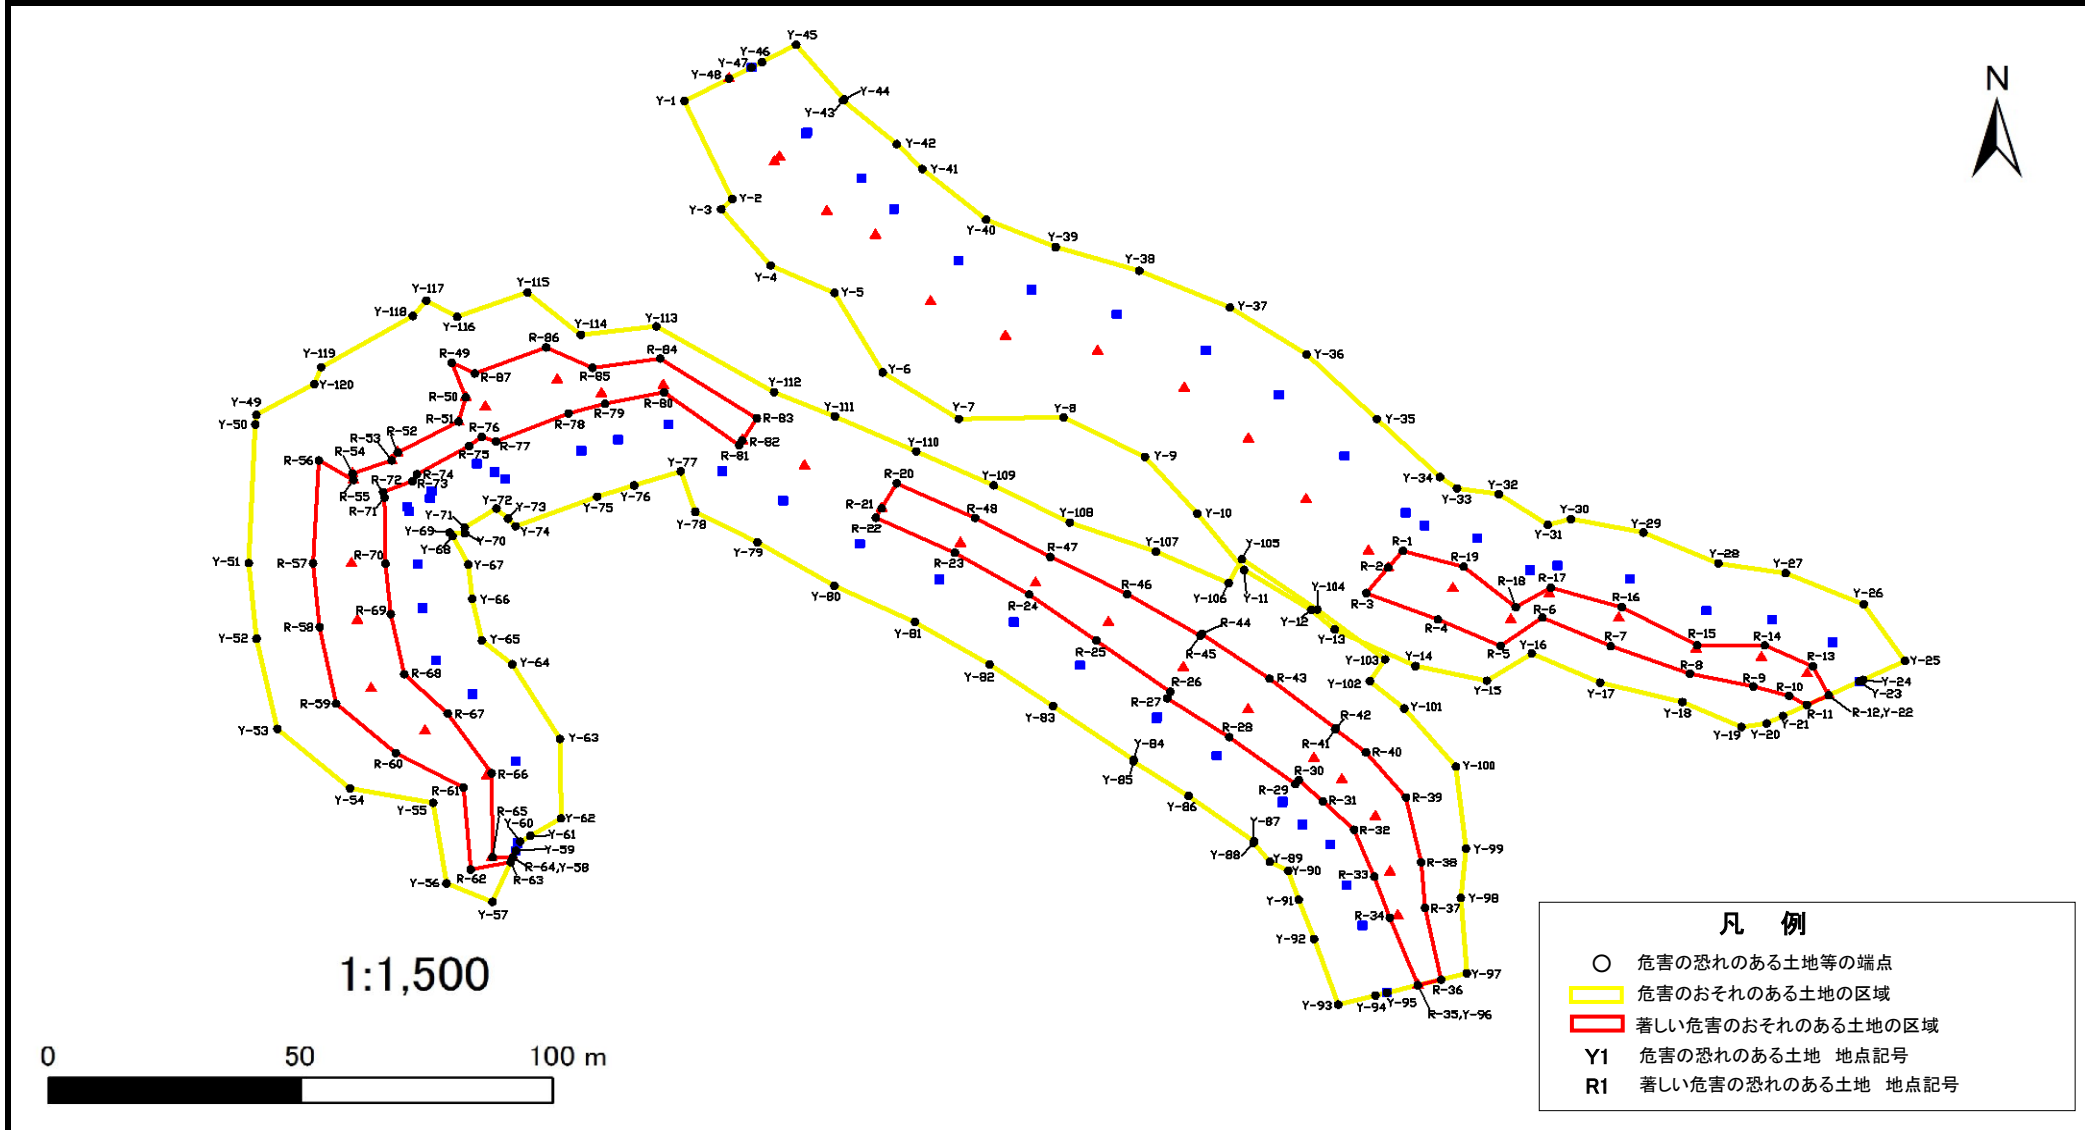 Y-45
Y-46
Y-47
Y-48
Y-1
Y-44
Y-43
N
Y-42
Y-41
Y-2
Y-3
Y-40
Y-39
Y-4
Y-38
Y-5
Y-37
Y-117
Y-115
Y-118
Y-116
Y-114
Y-113
Y-36
R-86
R-49
R-84
Y-119
R-87
R-85
Y-6
Y-120
Y-112
R-50
R-80
Y-49
Y-50
R-51
R-79
R-78
Y-111
R-83
Y-7
Y-8
Y-35
R-53
R-52
R-76
R-77
R-75
R-82
R-81
Y-110
Y-9
R-56
R-54
R-55
R-74
R-73
R-72
R-71
Y-77
Y-76
Y-75
R-20
Y-109
Y-34
Y-33
Y-32
Y-72
Y-73
Y-71
Y-74
Y-78
R-21
R-22
R-48
Y-108
Y-10
Y-31
Y-30
Y-29
Y-69
Y-68
Y-70
Y-79
R-23
R-47
Y-107
Y-105
R-1
R-2
R-19
Y-28
Y-27
Y-51
R-57
R-70
Y-67
Y-80
R-24
R-46
Y-106
Y-11
R-3
R-18
R-17
R-16
Y-26
Y-66
R-69
Y-104
Y-12
Y-13
R-4
R-6
Y-52
R-58
Y-65
Y-81
R-25
R-44
R-45
R-5
R-7
R-15
R-14
Y-64
R-68
Y-82
R-43
Y-103
Y-102
Y-14
Y-15
Y-16
R-8
R-13
Y-25
Y-24
Y-23
R-26
R-27
Y-17
R-9
R-10
R-11
R-12,Y-22
Y-53
R-59
R-67
Y-83
R-28
R-42
R-41
Y-101
Y-18
Y-19
Y-20
Y-21
Y-63
R-60
Y-84
Y-85
R-40
Y-100
R-66
R-30
R-29
R-31
R-39
Y-54
Y-55
R-61
R-65
Y-60
Y-61
Y-62
Y-86
Y-87
Y-88
R-32
Y-59
R-64,Y-58
R-63
R-62
Y-89
Y-90
R-33
R-38
Y-99
Y-56
Y-57
Y-91
R-34
R-37
Y-98
Y-92
Y-97
R-36
Y-93
Y-94
Y-95
R-35,Y-96
1:1,500
0 50 100 m
凡 例
危害の恐れのある土地等の端点
危害のおそれのある土地の区域
著しい危害のおそれのある土地の区域
Y1 危害の恐れのある土地 地点記号
R1 著しい危害の恐れのある土地 地点記号